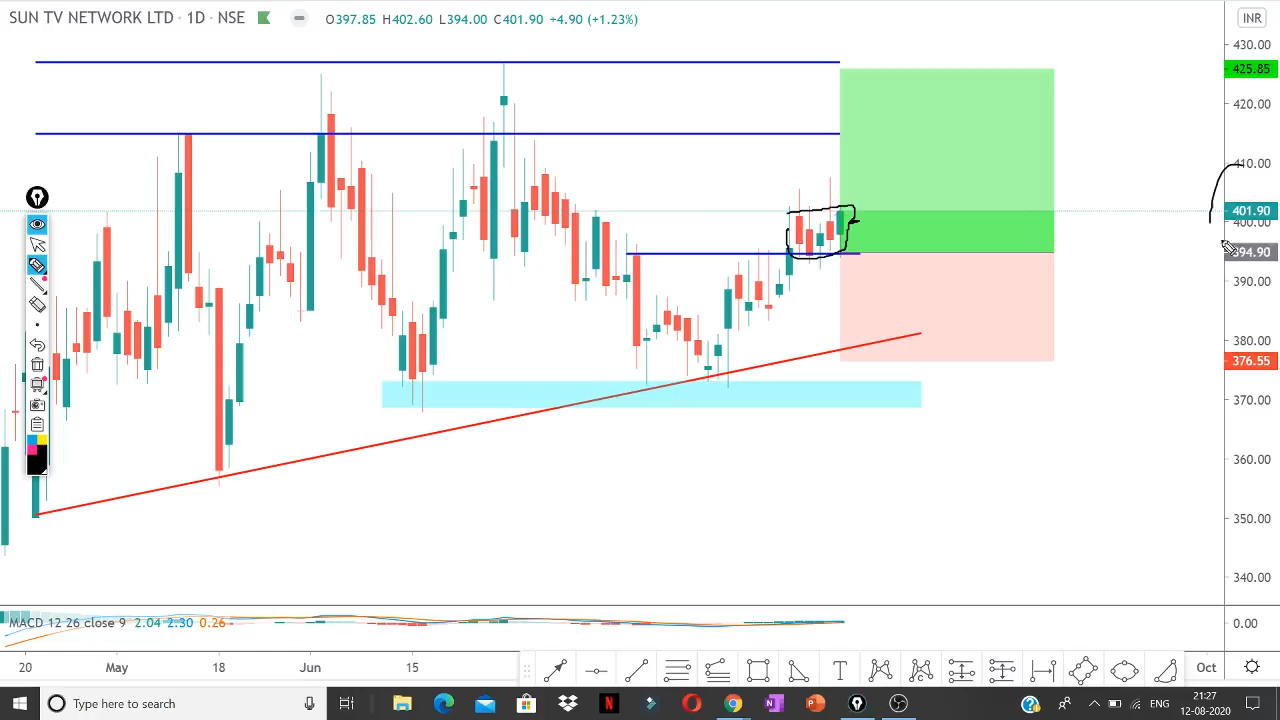 SUN TV NETWORK LTD · 1D · NSE O397.85 H402.60 L394.00 C401.90 +4.90 (+1.23%)
INR
430.00
425.85
420.00
410.00
401.90
400.00
394.90
390.00
380.00
376.55
370.00
360.00
350.00
340.00
MACD 12 26 close 9 2.04 2.30 0.26
0.00
20 May 18 Jun 15 Oct
T
Type here to search
ENG
21:27
12-08-2020